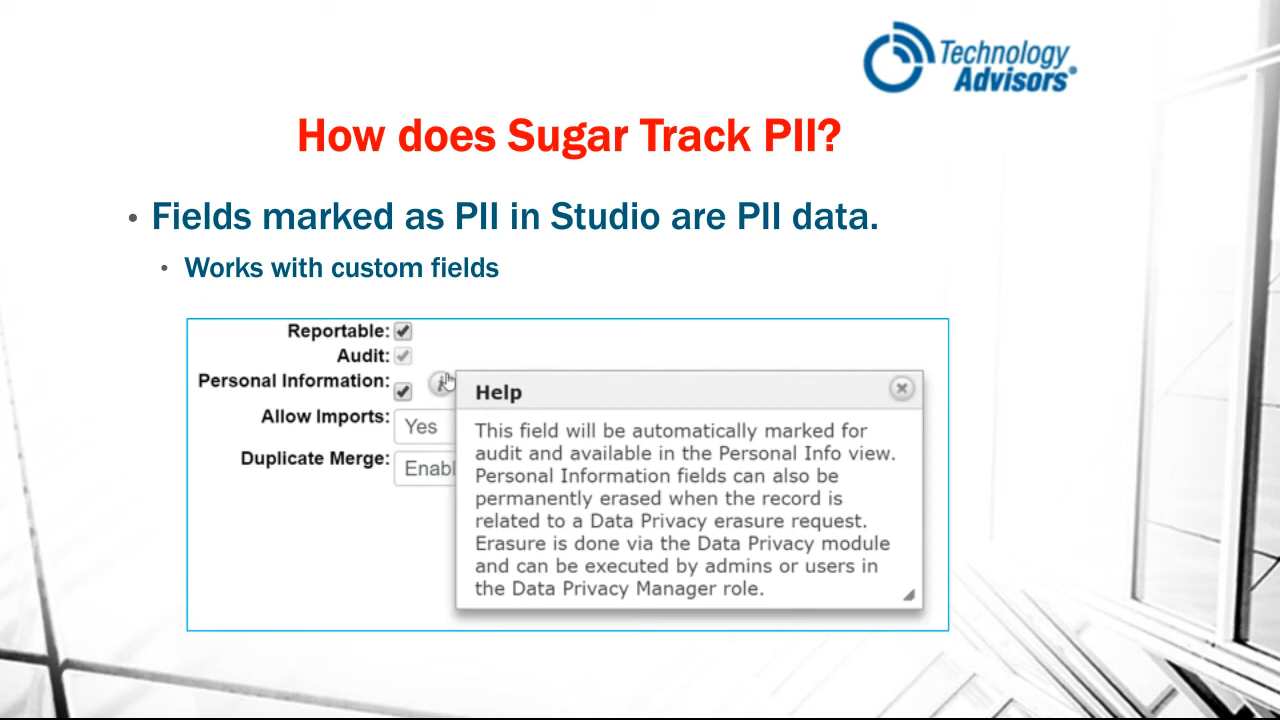 Technology
Advisors®
How does Sugar Track PII?
• Fields marked as PII in Studio are PII data.
• Works with custom fields
Reportable:
Audit:
Personal Information:
Allow Imports: Yes
Duplicate Merge: Enabl
Help
This field will be automatically marked for
audit and available in the Personal Info view.
Personal Information fields can also be
permanently erased when the record is
related to a Data Privacy erasure request.
Erasure is done via the Data Privacy module
and can be executed by admins or users in
the Data Privacy Manager role.